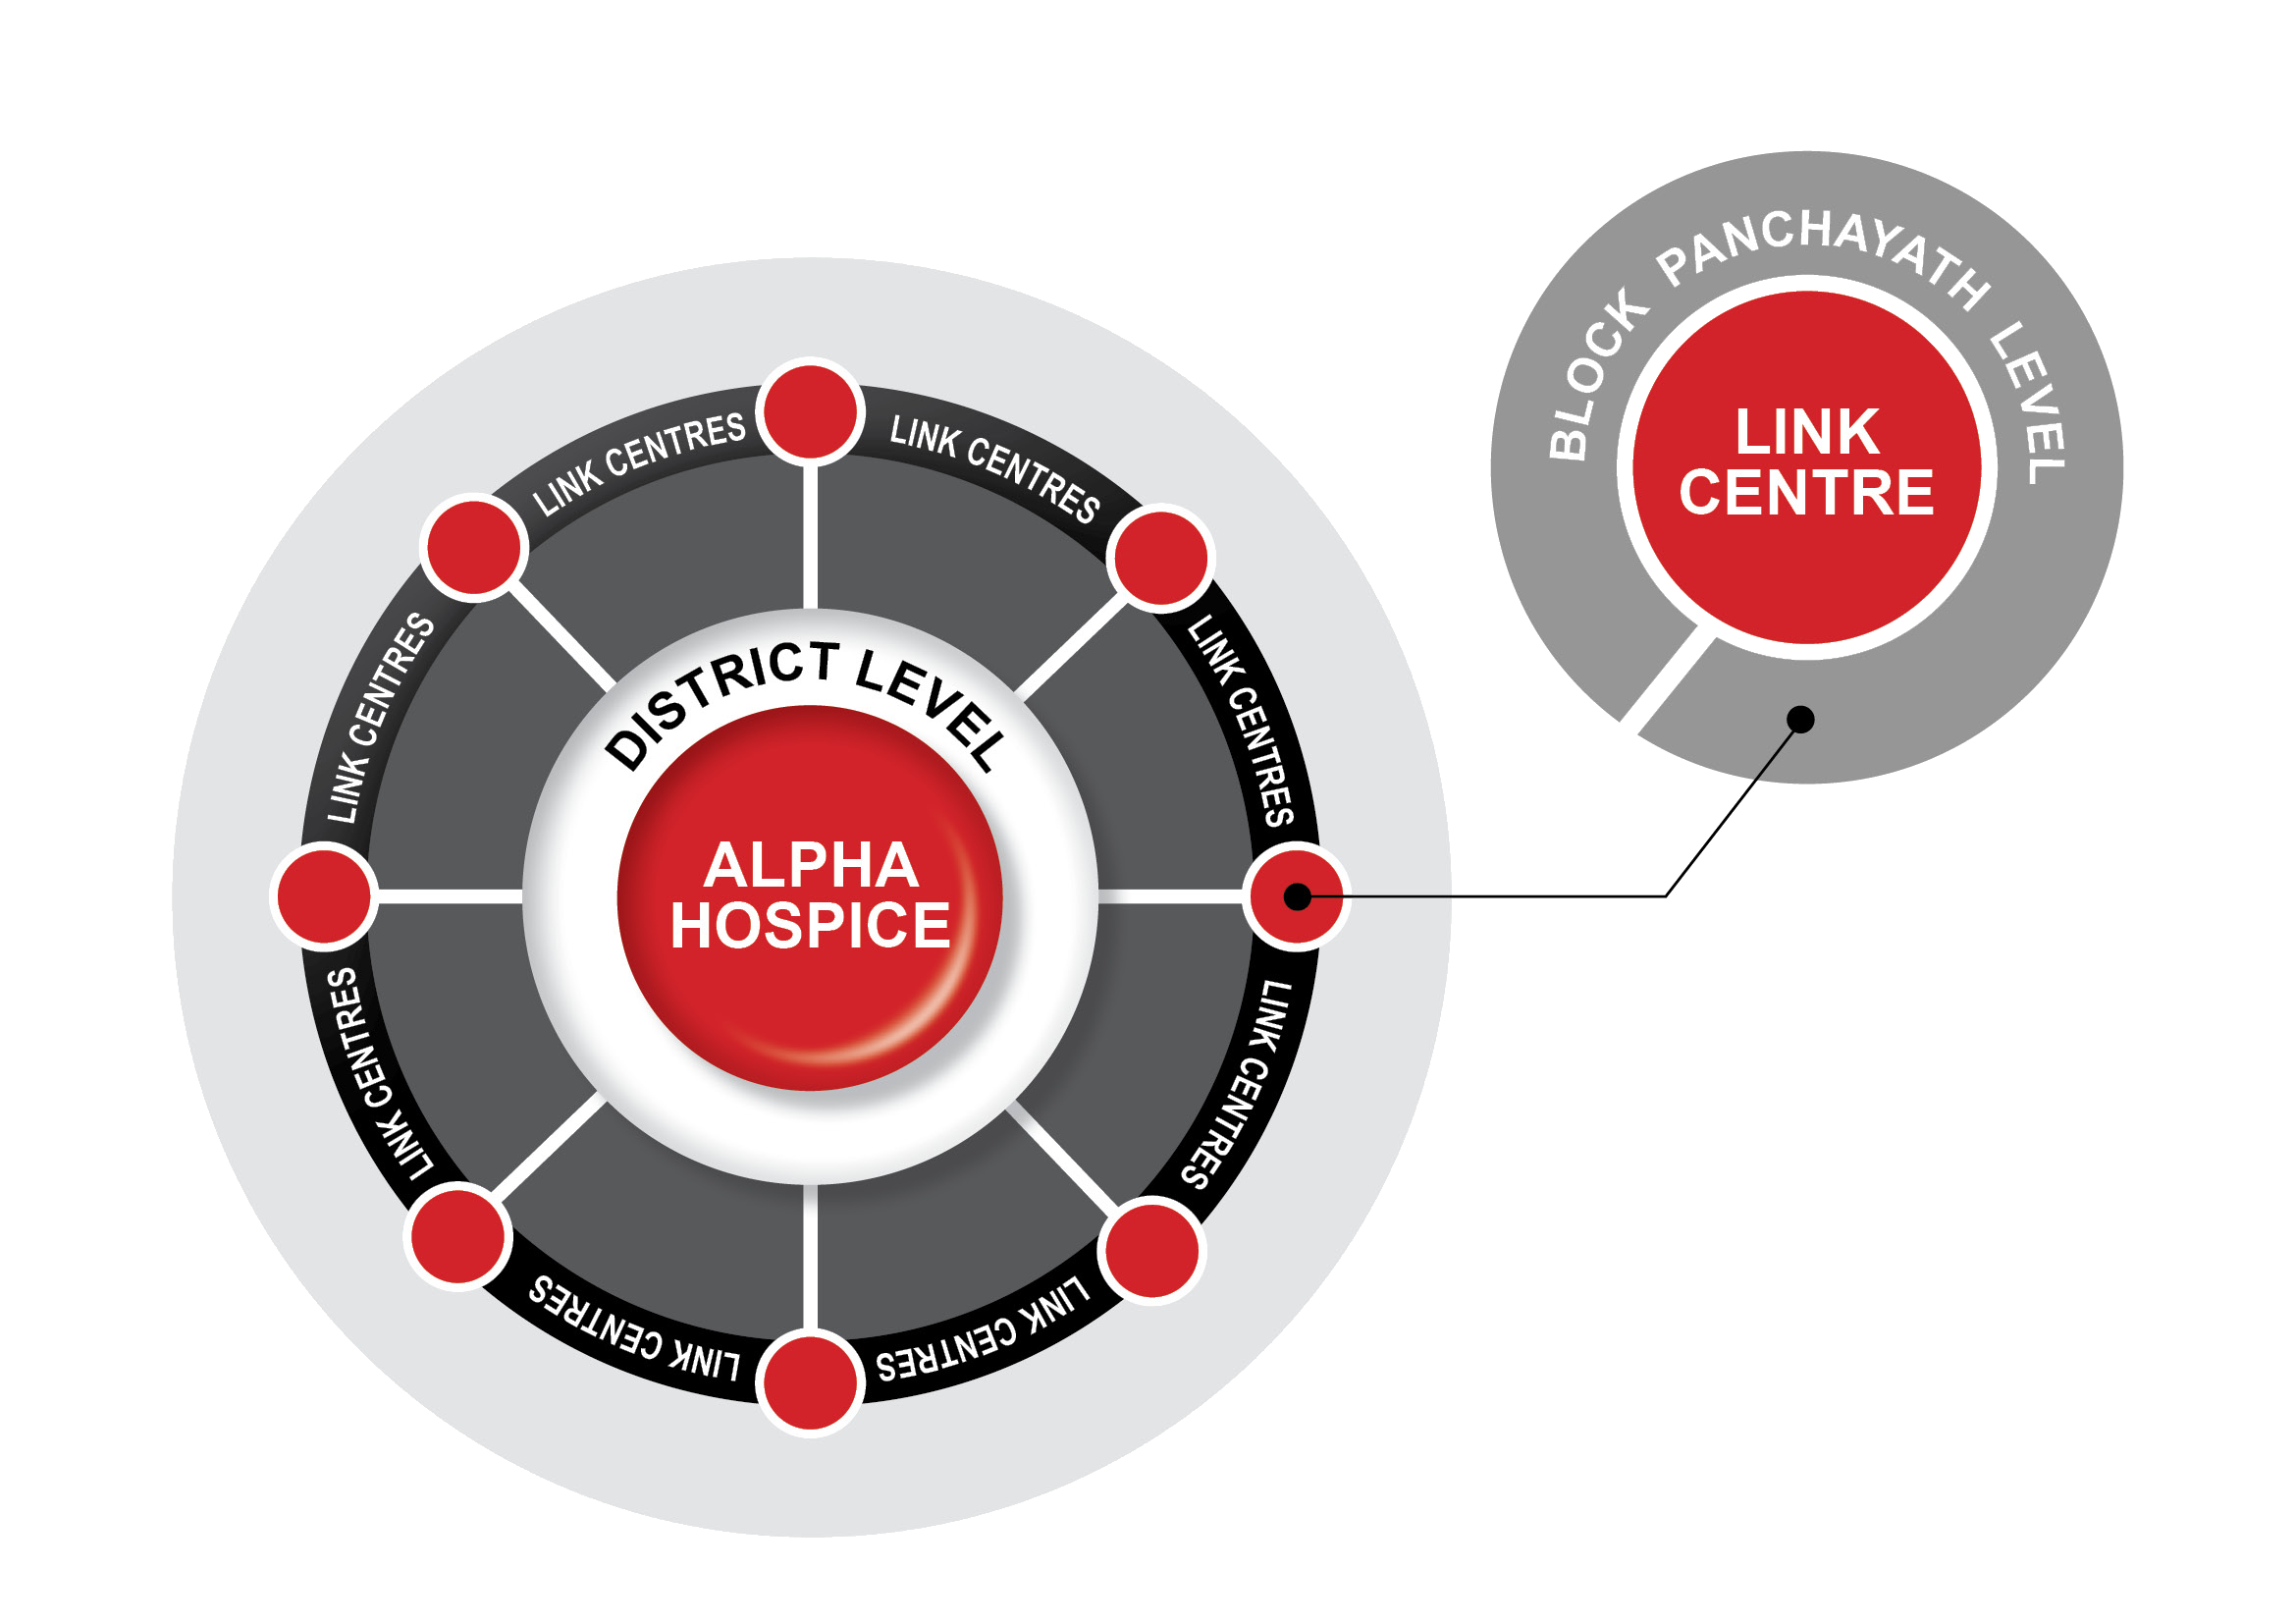 BLOCK PANCHAYATH LEVEL
LINK
CENTRE
LINK CENTRES
LINK CENTRES
LINK CENTRES
LINK CENTRES
LINK CENTRES
LINK CENTRES
LINK CENTRES
LINK CENTRES
DISTRICT LEVEL
ALPHA
HOSPICE